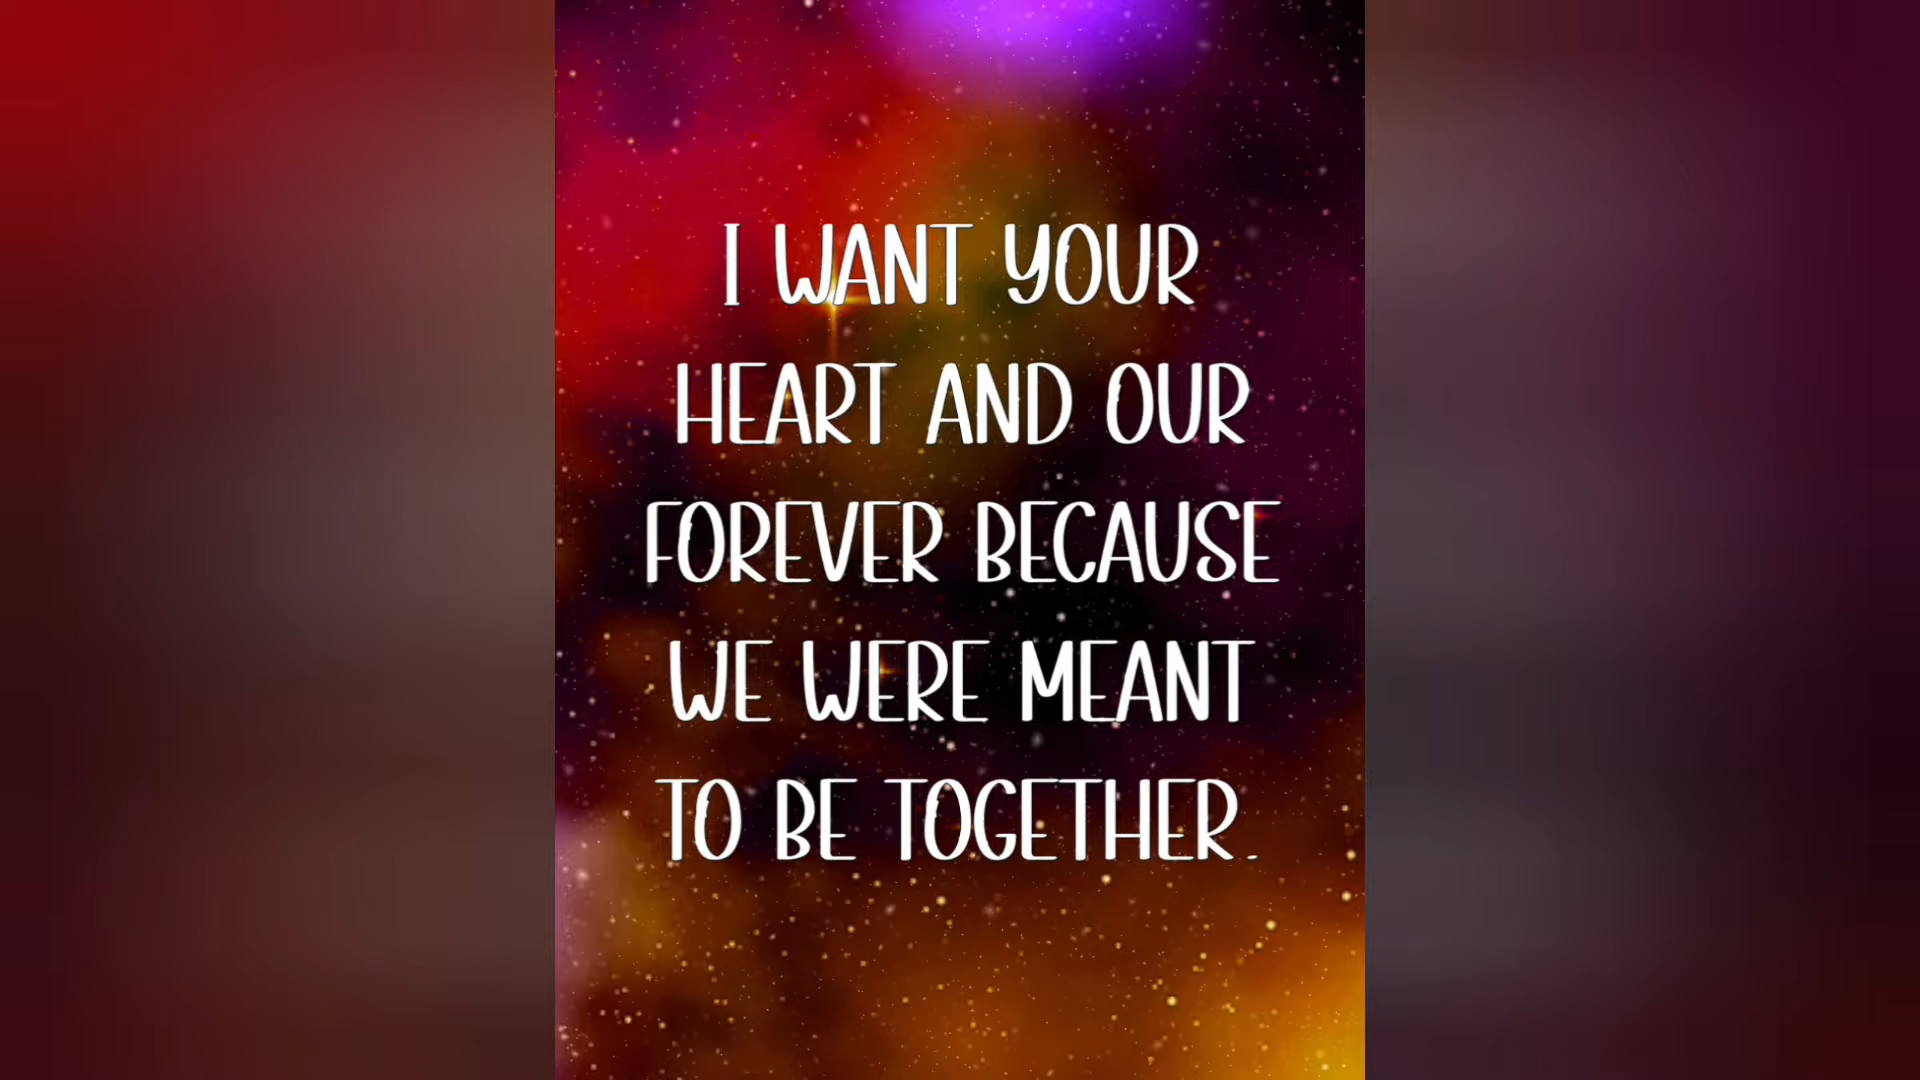 I WANT YOUR
HEART AND OUR
FOREVER BECAUSE
WE WERE MEANT
TO BE TOGETHER.